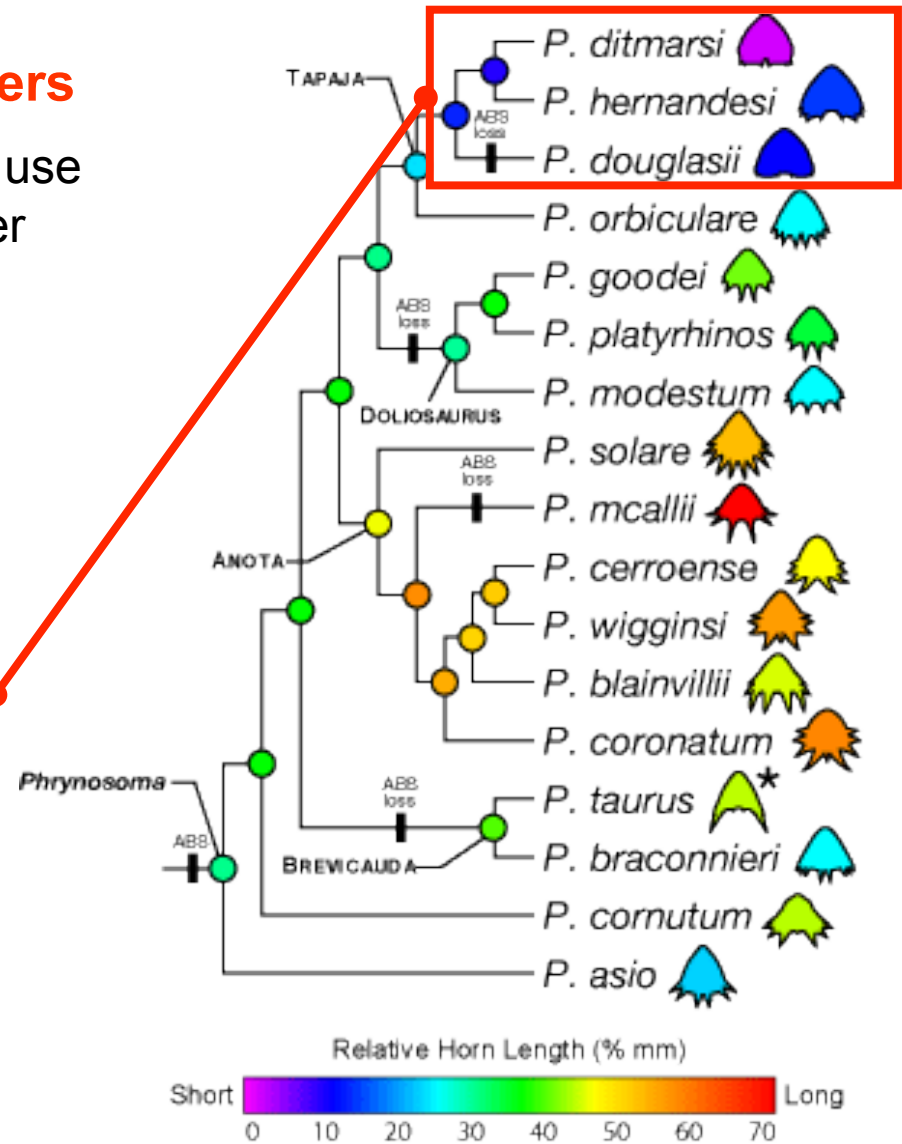 ers
use
er
TAPAJA
P. ditmarsi
P. hernandesi
ABS
loss
P. douglasii
P. orbiculare
P. goodei
ABS
loss
P. platyrhinos
P. modestum
DOLIOSAURUS
P. solare
ABS
loss
P. mcallii
ANOTA
P. cerroense
P. wigginsi
P. blainvillii
P. coronatum
Phrynosoma
ABS
loss
P. taurus *
ABS
BREVICAUDA
P. braconnieri
P. cornutum
P. asio
Relative Horn Length (% mm)
Short Long
0 10 20 30 40 50 60 70